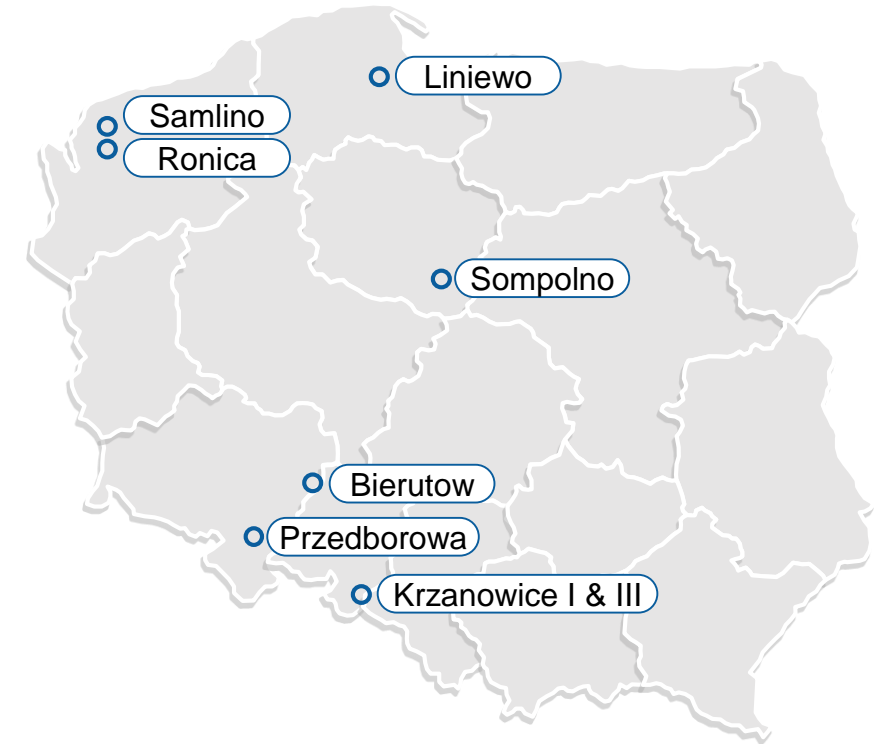 Liniewo
Samlino
Ronica
Sompolno
Bierutow
Przedborowa
Krzanowice I & III